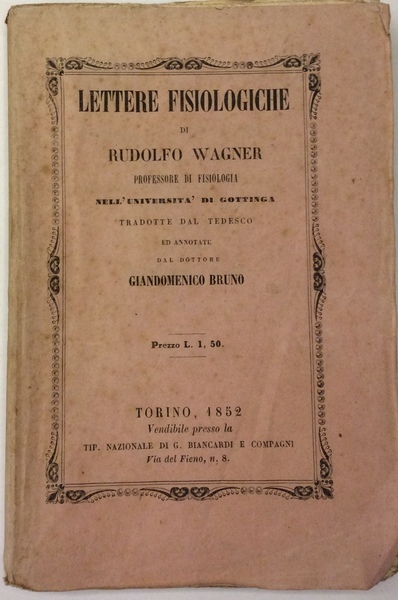 LETTERE FISIOLOGICHE
DI
RUDOLFO WAGNER
PROFESSORE DI FISIOLOGIA
NELL'UNIVERSITA' DI GOTTINGA
TRADOTTE DAL TEDESCO
ED ANNOTATE
DAL DOTTORE
GIANDOMENICO BRUNO
Prezzo L. 1, 50.
TORINO, 1852
Vendibile presso la
TIP. NAZIONALE DI G. BIANCARDI E COMPAGNI
Via del Fieno, n. 8.